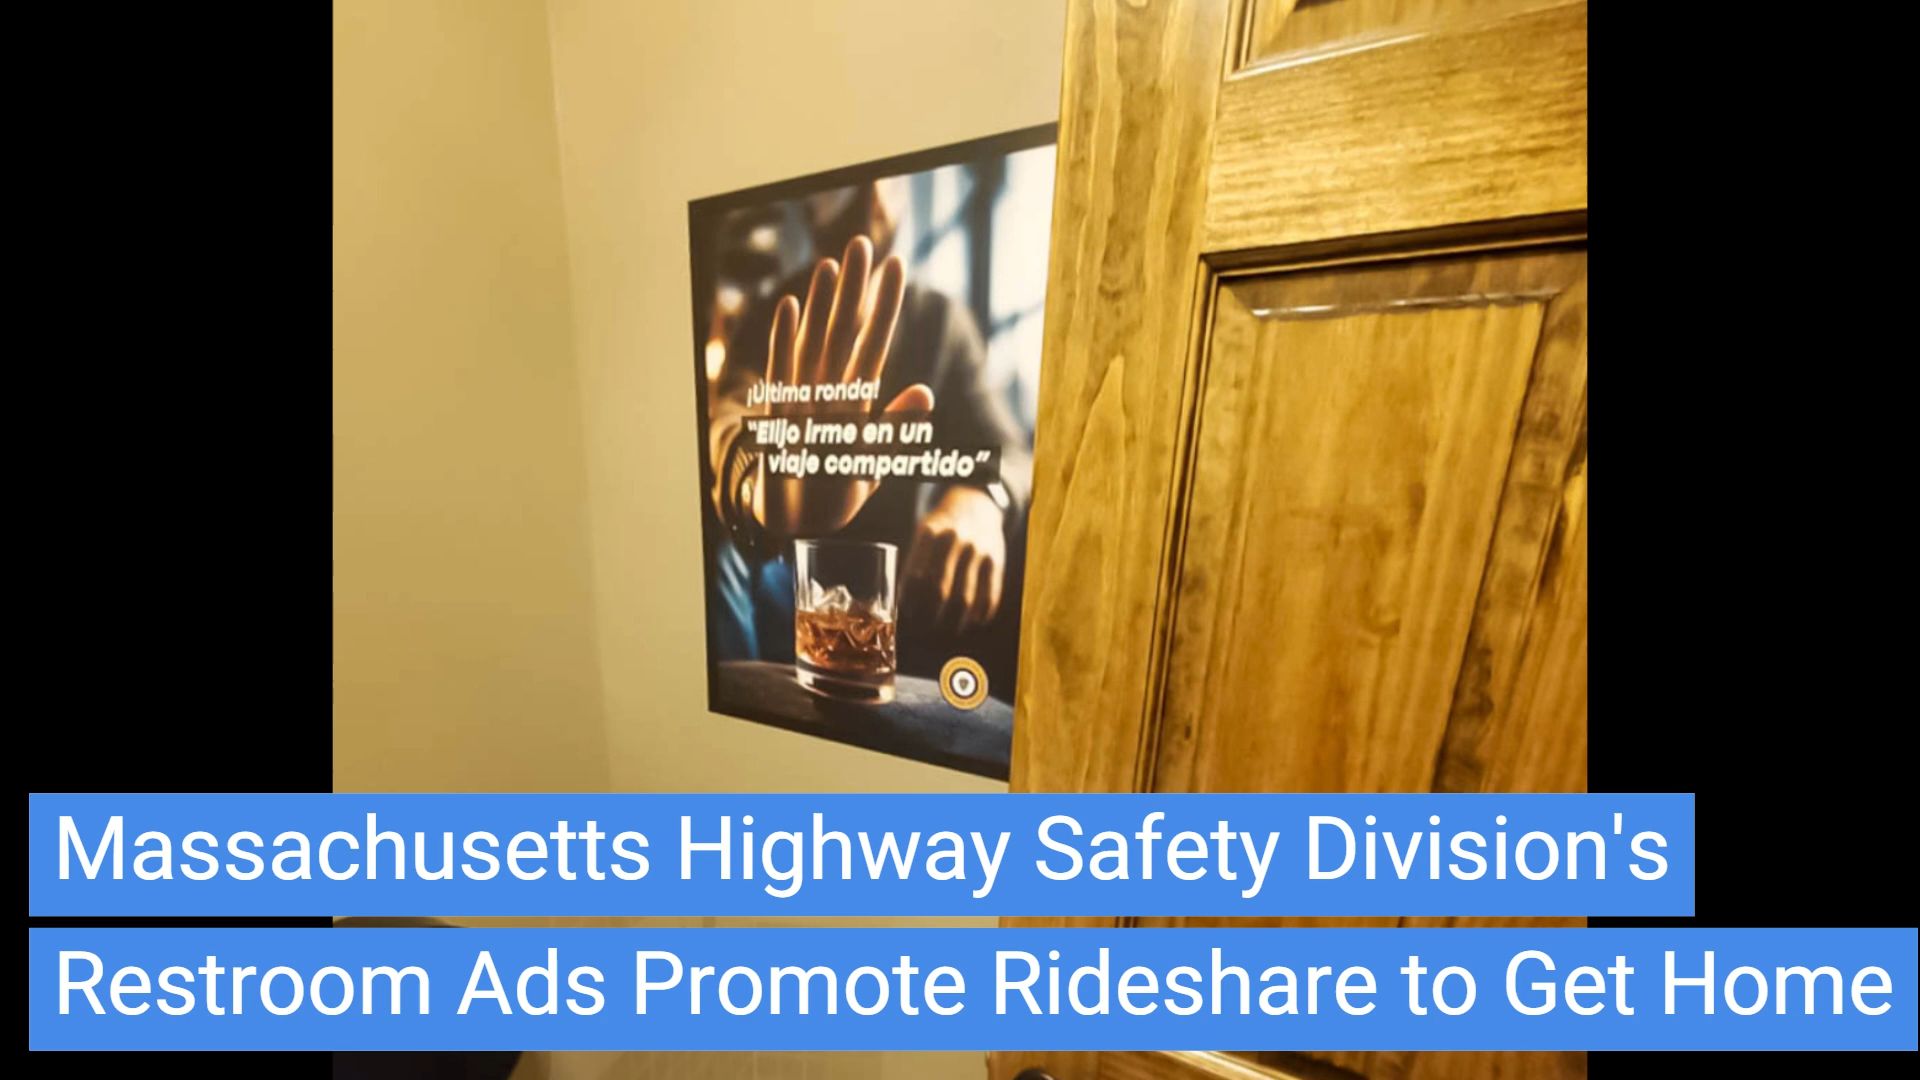 ¡Última ronda!
"Elijo irme en un
viaje compartido"
Massachusetts Highway Safety Division's
Restroom Ads Promote Rideshare to Get Home